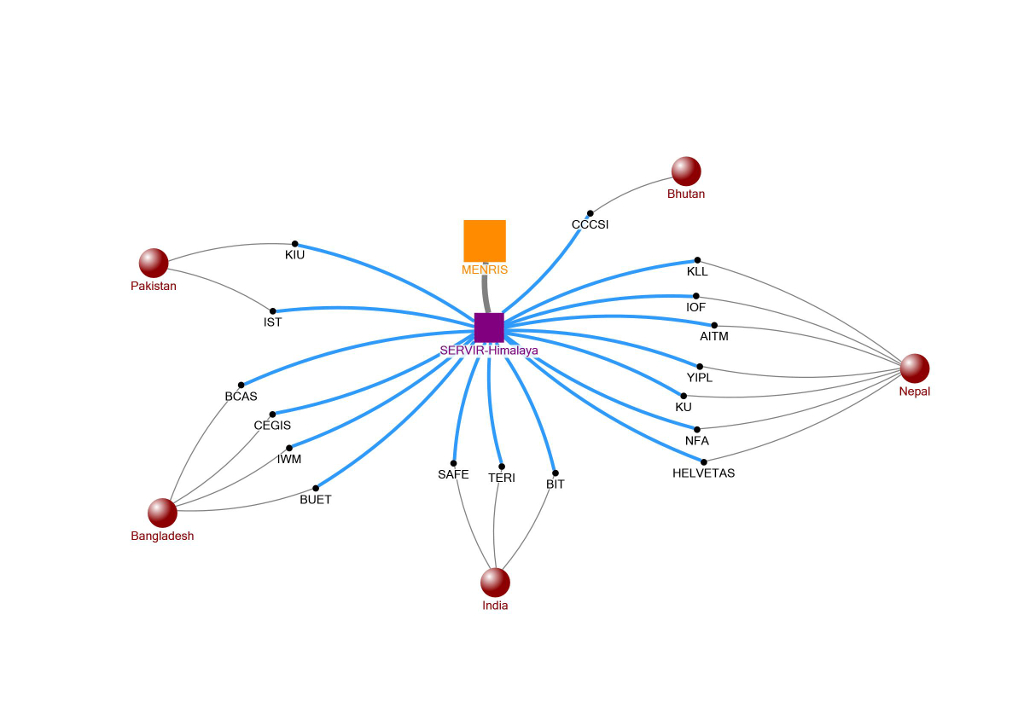 Bhutan
CCCSI
KIU
MENRIS
KLL
Pakistan
IOF
IST
AITM
SERVIR-Himalaya
YIPL
Nepal
BCAS
KU
CEGIS
NFA
IWM
SAFE
TERI
BIT
HELVETAS
BUET
Bangladesh
India